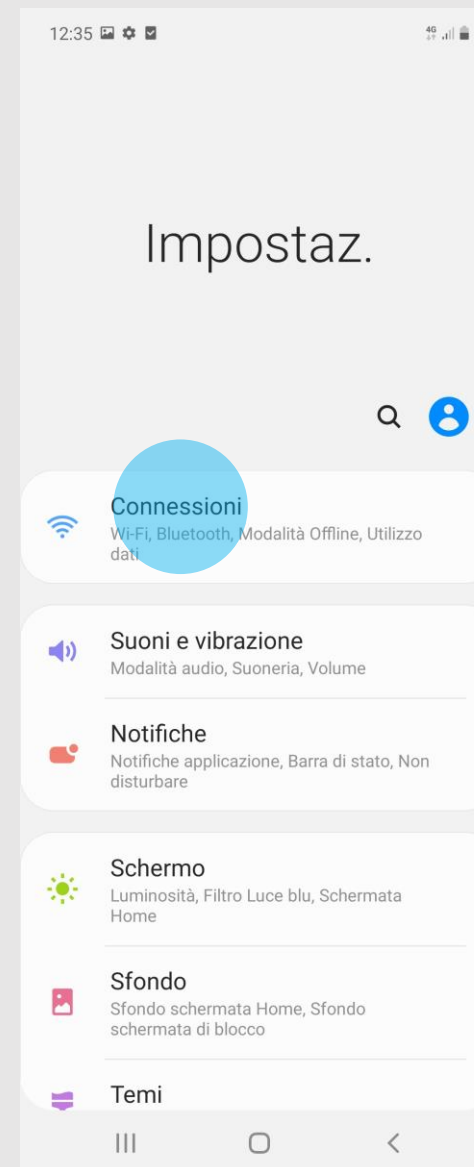 12:35
4G
Impostaz.
Connessioni
Wi-Fi, Bluetooth, Modalità Offline, Utilizzo
dati
Suoni e vibrazione
Modalità audio, Suoneria, Volume
Notifiche
Notifiche applicazione, Barra di stato, Non
disturbare
Schermo
Luminosità, Filtro Luce blu, Schermata
Home
Sfondo
Sfondo schermata Home, Sfondo
schermata di blocco
Temi